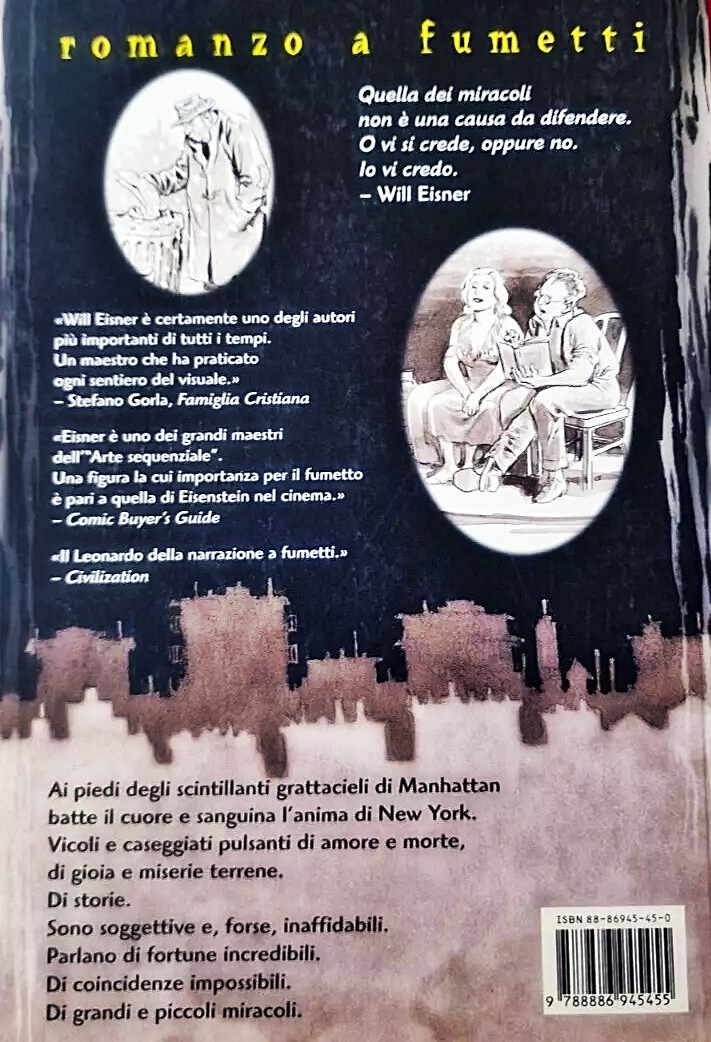 romanzo a fumetti
Quella dei miracoli
non è una causa da difendere.
O vi si crede, oppure no.
Io vi credo.
– Will Eisner
«Will Eisner è certamente uno degli autori
più importanti di tutti i tempi.
Un maestro che ha praticato
ogni sentiero del visuale.»
– Stefano Gorla, Famiglia Cristiana
«Eisner è uno dei grandi maestri
dell'"Arte sequenziale".
Una figura la cui importanza per il fumetto
è pari a quella di Eisenstein nel cinema.»
– Comic Buyer's Guide
«Il Leonardo della narrazione a fumetti.»
– Civilization
Ai piedi degli scintillanti grattacieli di Manhattan
batte il cuore e sanguina l'anima di New York.
Vicoli e caseggiati pulsanti di amore e morte,
di gioia e miserie terrene.
Di storie.
Sono soggettive e, forse, inaffidabili.
Parlano di fortune incredibili.
Di coincidenze impossibili.
Di grandi e piccoli miracoli.
ISBN 88-86945-45-0
9 788886 945455